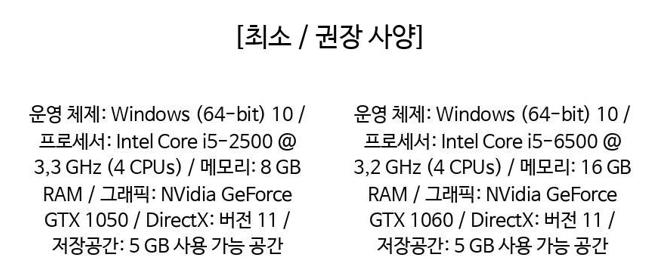 [최소 / 권장 사양]
운영 체제: Windows (64-bit) 10 /
프로세서: Intel Core i5-2500 @
3,3 GHz (4 CPUs) / 메모리: 8 GB
RAM / 그래픽: NVidia GeForce
GTX 1050 / DirectX: 버전 11 /
저장공간: 5 GB 사용 가능 공간
운영 체제: Windows (64-bit) 10 /
프로세서: Intel Core i5-6500 @
3,2 GHz (4 CPUs) / 메모리: 16 GB
RAM / 그래픽: NVidia GeForce
GTX 1060 / DirectX: 버전 11 /
저장공간: 5 GB 사용 가능 공간